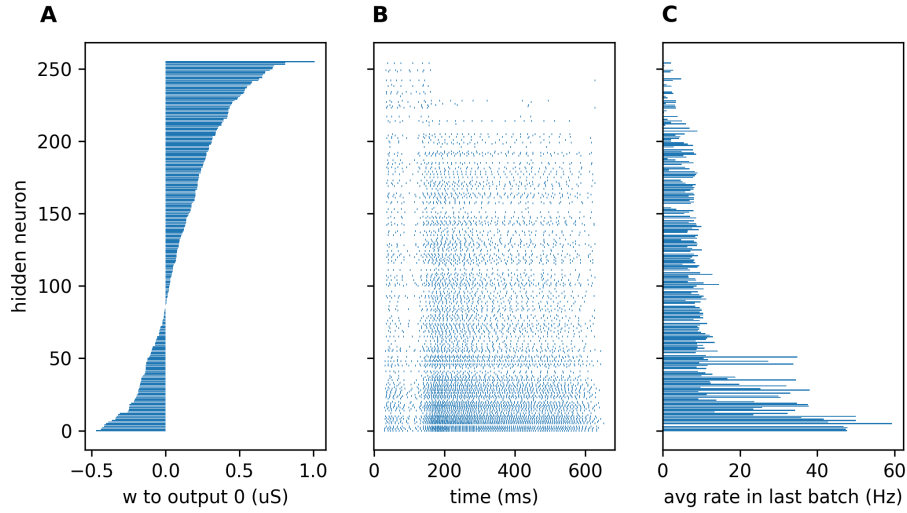 A
B
C
hidden neuron
250
200
150
100
50
0
−0.5 0.0 0.5 1.0
0 200 400 600
0 20 40 60
w to output 0 (uS)
time (ms)
avg rate in last batch (Hz)